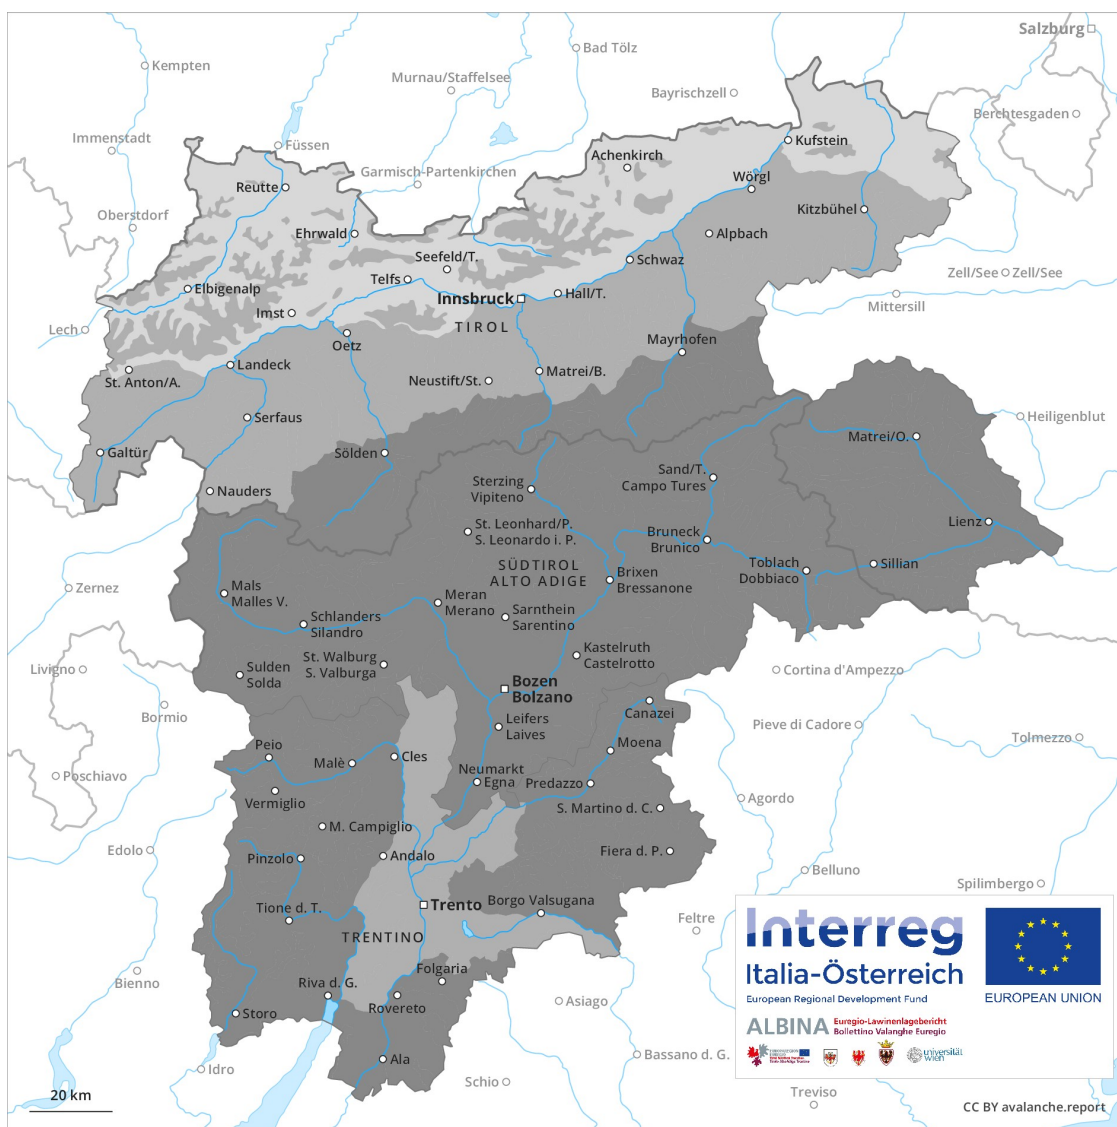 Salzburg
Bad Tölz
Kempten
Murnau/Staffelsee
Bayrischzell
Berchtesgaden
Immenstadt
Füssen
Kufstein
Achenkirch
Garmisch-Partenkirchen
Wörgl
Reutte
Oberstdorf
Kitzbühel
Ehrwald
Alpbach
Seefeld/T.
Schwaz
Zell/See
Zell/See
Telfs
Elbigenalp
Hall/T.
Innsbruck
Mittersill
Imst
TIROL
Lech
Oetz
Mayrhofen
Landeck
Matrei/B.
St. Anton/A.
Neustift/St.
Serfaus
Heiligenblut
Matrei/O.
Galtür
Sölden
Sand/T.
Campo Tures
Sterzing
Vipiteno
Nauders
St. Leonhard/P.
S. Leonardo i. P.
Lienz
Bruneck
Brunico
SÜDTIROL
ALTO ADIGE
Toblach
Dobbiaco
Sillian
Brixen
Bressanone
Zernez
Mals
Malles V.
Meran
Merano
Sarnthein
Sarentino
Schlanders
Silandro
Kastelruth
Castelrotto
St. Walburg
S. Valburga
Livigno
Sulden
Solda
Cortina d'Ampezzo
Bozen
Bolzano
Bormio
Canazei
Leifers
Laives
Pieve di Cadore
Tolmezzo
Peio
Moena
Malè
Cles
Poschiavo
Neumarkt
Egna
Predazzo
Vermiglio
Agordo
S. Martino d. C.
M. Campiglio
Edolo
Pinzolo
Andalo
Fiera d. P.
Belluno
Spilimbergo
Tione d. T.
Trento
Borgo Valsugana
Feltre
TRENTINO
Bienno
Folgaria
Riva d. G.
Rovereto
Asiago
Storo
Bassano d. G.
Ala
Idro
Schio
Treviso
20 km
Interreg
Italia-Österreich
European Regional Development Fund
EUROPEAN UNION
ALBINA
Euregio-Lawinenlagebericht
Bollettino Valanghe Euregio
universität
wien
CC BY avalanche.report